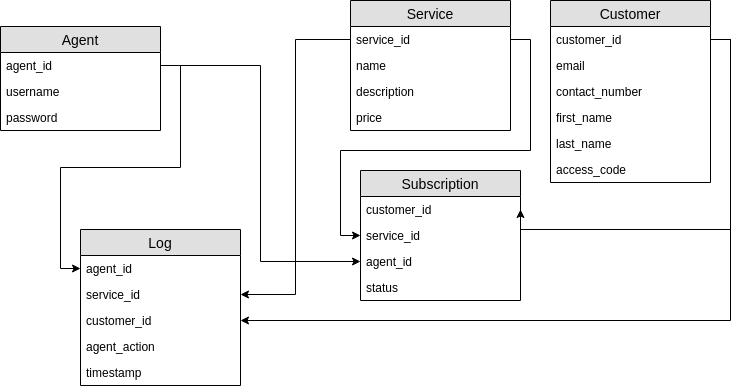 Agent
agent_id
username
password
Service
service_id
name
description
price
Customer
customer_id
email
contact_number
first_name
last_name
access_code
Subscription
customer_id
service_id
agent_id
status
Log
agent_id
service_id
customer_id
agent_action
timestamp